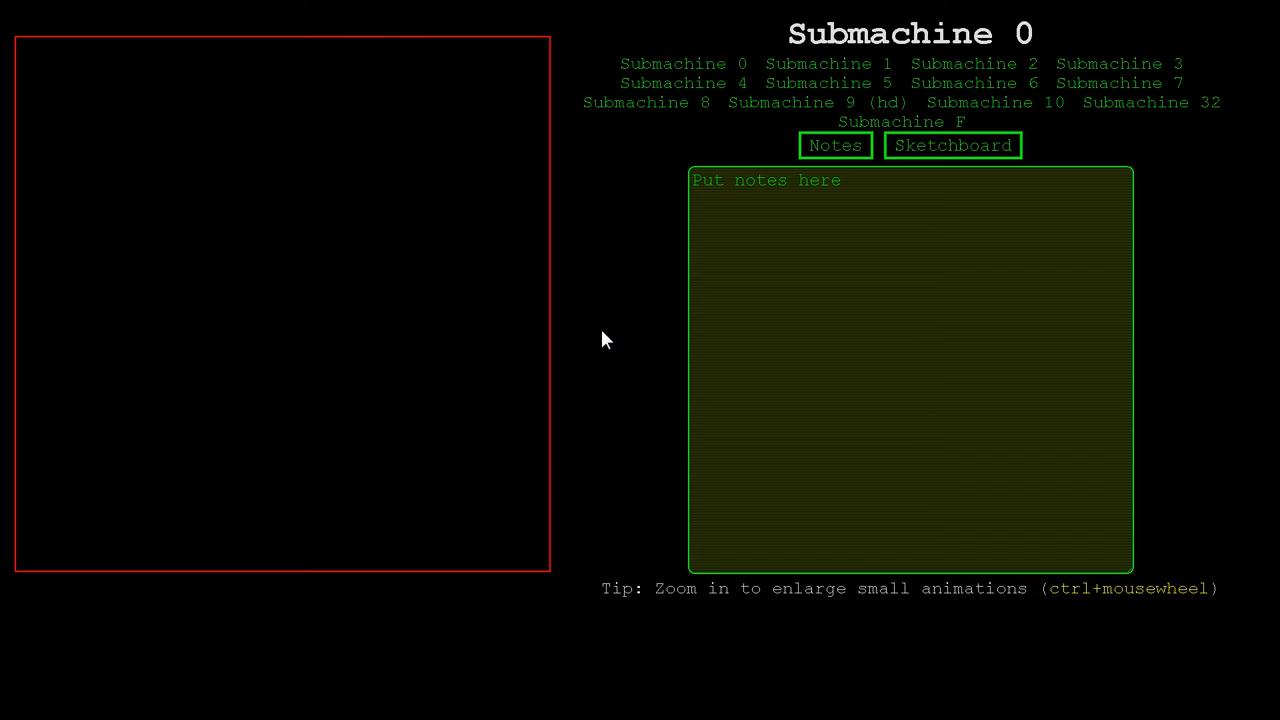 Submachine 0
Submachine 0 Submachine 1 Submachine 2 Submachine 3
Submachine 4 Submachine 5 Submachine 6 Submachine 7
Submachine 8 Submachine 9 (hd) Submachine 10 Submachine 32
Submachine F
Notes Sketchboard
Put notes here
Tip: Zoom in to enlarge small animations (ctrl+mousewheel)